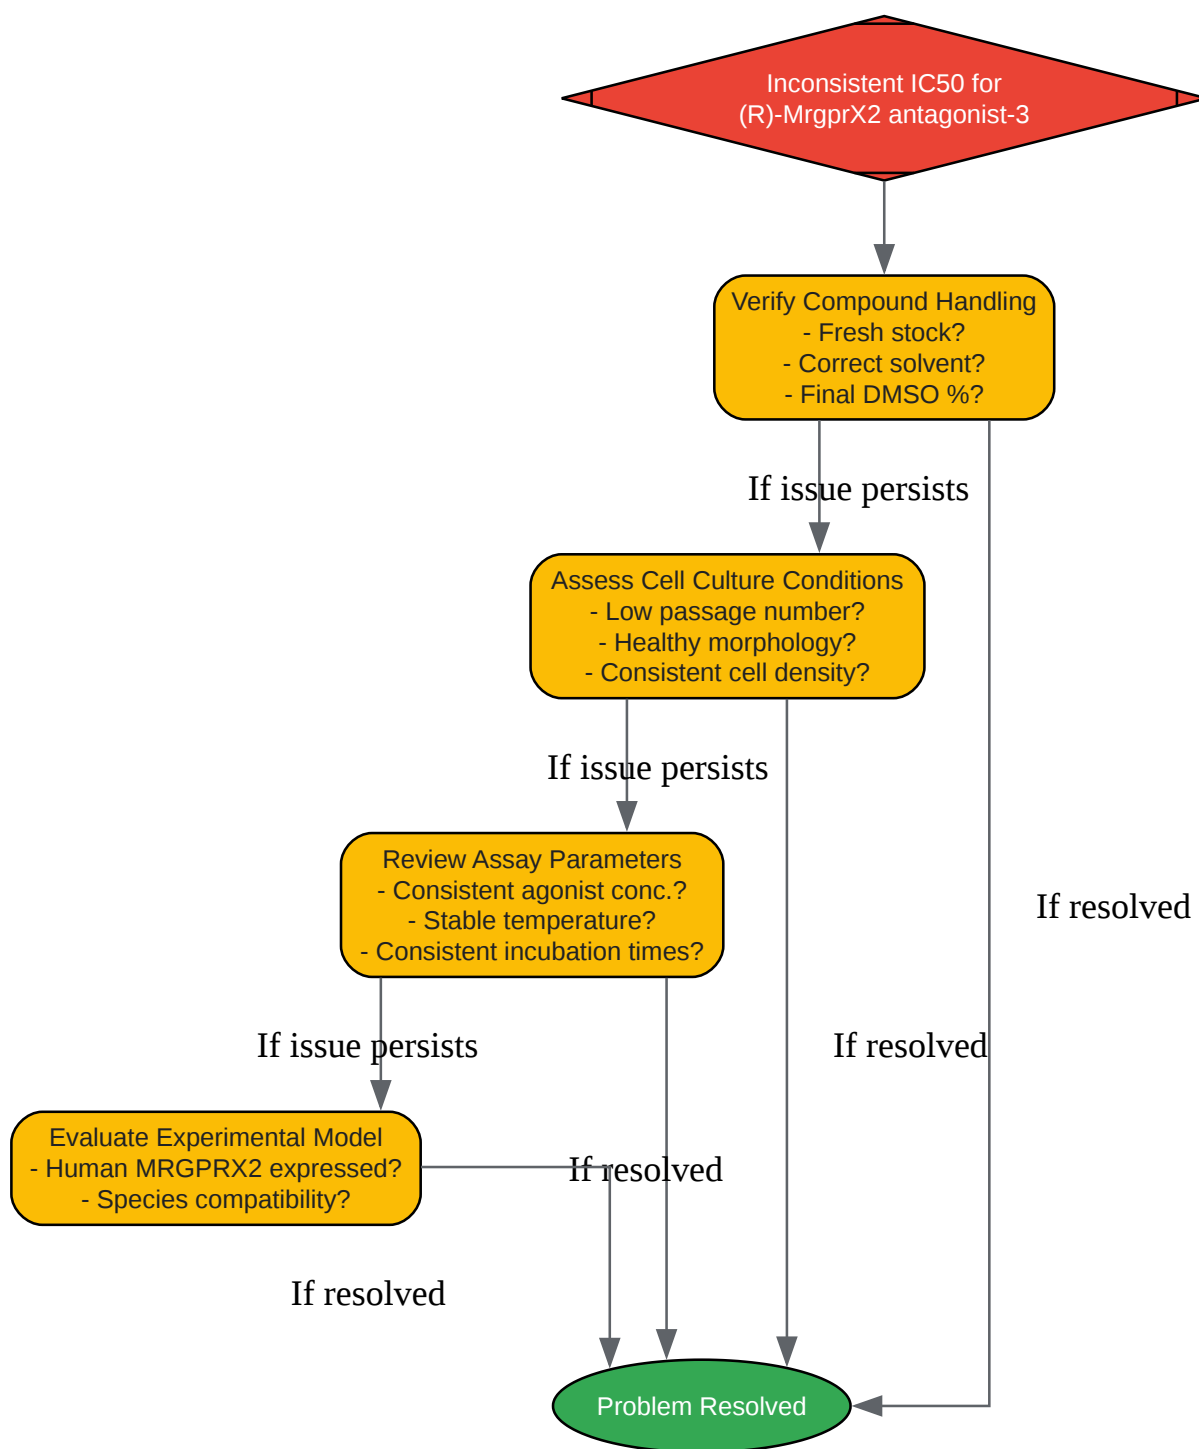 Inconsistent IC50 for
(R)-MrgprX2 antagonist-3
Verify Compound Handling
- Fresh stock?
- Correct solvent?
- Final DMSO %?
If issue persists
Assess Cell Culture Conditions
- Low passage number?
- Healthy morphology?
- Consistent cell density?
If issue persists
Review Assay Parameters
- Consistent agonist conc.?
- Stable temperature?
- Consistent incubation times?
If resolved
If issue persists
If resolved
Evaluate Experimental Model
- Human MRGPRX2 expressed?
- Species compatibility?
If resolved
If resolved
Problem Resolved